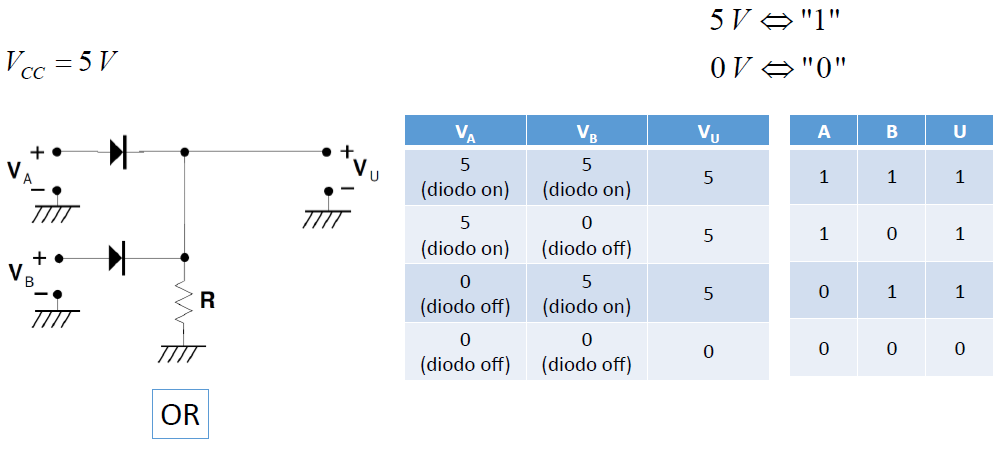 5 V ⇔ "1"
V_CC = 5 V
0 V ⇔ "0"
+ + V_U
V_A
- -
+
V_B
-
R
OR
V_A V_B V_U
5 5 5
(diodo on) (diodo on)
5 0 5
(diodo on) (diodo off)
0 5 5
(diodo off) (diodo on)
0 0 0
(diodo off) (diodo off)
A B U
1 1 1
1 0 1
0 1 1
0 0 0